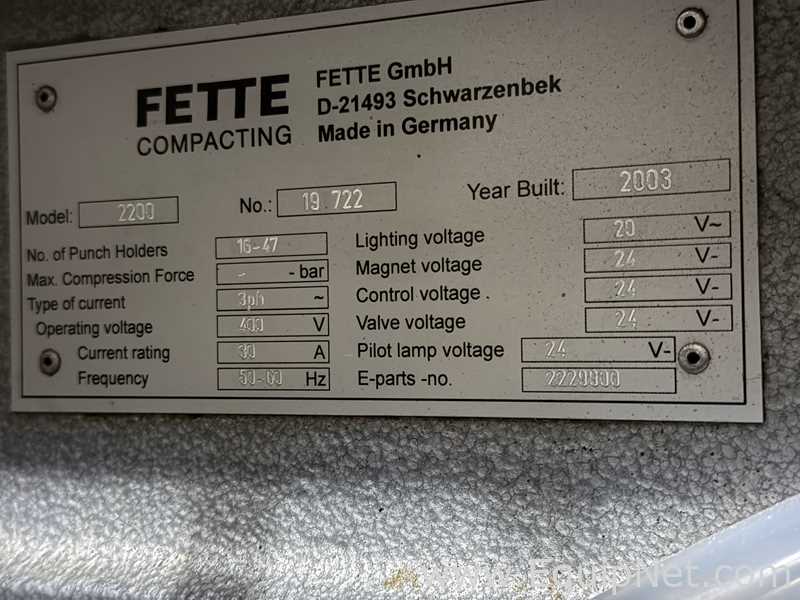 FETTE
COMPACTING
FETTE GmbH
D-21493 Schwarzenbek
Made in Germany
Model: 2200
No.: 19.722
Year Built: 2003
No. of Punch Holders 16-47
Max. Compression Force - - bar
Type of current 3ph ~
Operating voltage 400 V
Current rating 30 A
Frequency 50-60 Hz
Lighting voltage 20 V~
Magnet voltage 24 V-
Control voltage . 24 V-
Valve voltage 24 V-
Pilot lamp voltage 24 V-
E-parts -no. 2229000
www.EquipNet.com